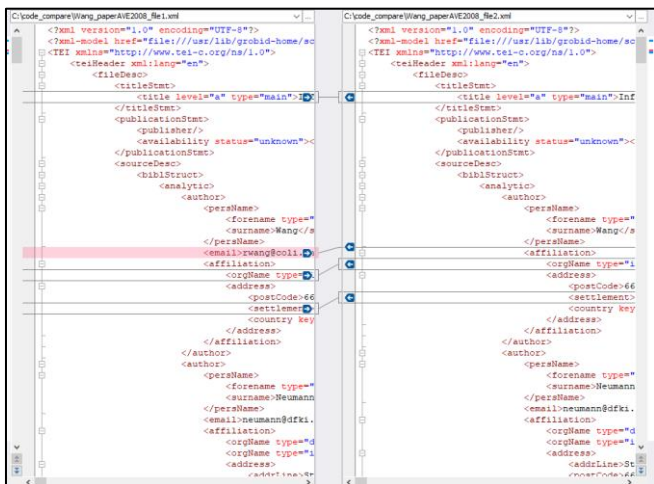 C:\code_compare\Wang_paperAVE2008_file1.xml
<?xml version="1.0" encoding="UTF-8"?>
<?xml-model href="file:///usr/lib/grobid-home/sc
<TEI xmlns="http://www.tei-c.org/ns/1.0">
<teiHeader xml:lang="en">
<fileDesc>
<titleStmt>
<title level="a" type="main">
</titleStmt>
<publicationStmt>
<publisher/>
<availability status="unknown"><
</publicationStmt>
<sourceDesc>
<biblStruct>
<analytic>
<author>
<persName>
<forename type="
<surname>Wang</s
</persName>
<email>rwang@coli.
<affiliation>
<orgName type=
<address>
<postCode>66
<settlement
<country key
</address>
</affiliation>
</author>
<author>
<persName>
<forename type="
<surname>Neumann
</persName>
<email>neumann@dfki.
<affiliation>
<orgName type="d
<orgName type="i
<address>
<addrLine>St
C:\code_compare\Wang_paperAVE2008_file2.xml
<?xml version="1.0" encoding="UTF-8"?>
<?xml-model href="file:///usr/lib/grobid-home/sc
<TEI xmlns="http://www.tei-c.org/ns/1.0">
<teiHeader xml:lang="en">
<fileDesc>
<titleStmt>
<title level="a" type="main">Inf
</titleStmt>
<publicationStmt>
<publisher/>
<availability status="unknown"><
</publicationStmt>
<sourceDesc>
<biblStruct>
<analytic>
<author>
<persName>
<forename type="
<surname>Wang</s
</persName>
<affiliation>
<orgName type="i
<address>
<postCode>66
<settlement>
<country key
</address>
</affiliation>
</author>
<author>
<persName>
<forename type="
<surname>Neumann
</persName>
<email>neumann@dfki.
<affiliation>
<orgName type="d
<orgName type="i
<address>
<addrLine>St
<postCode>66